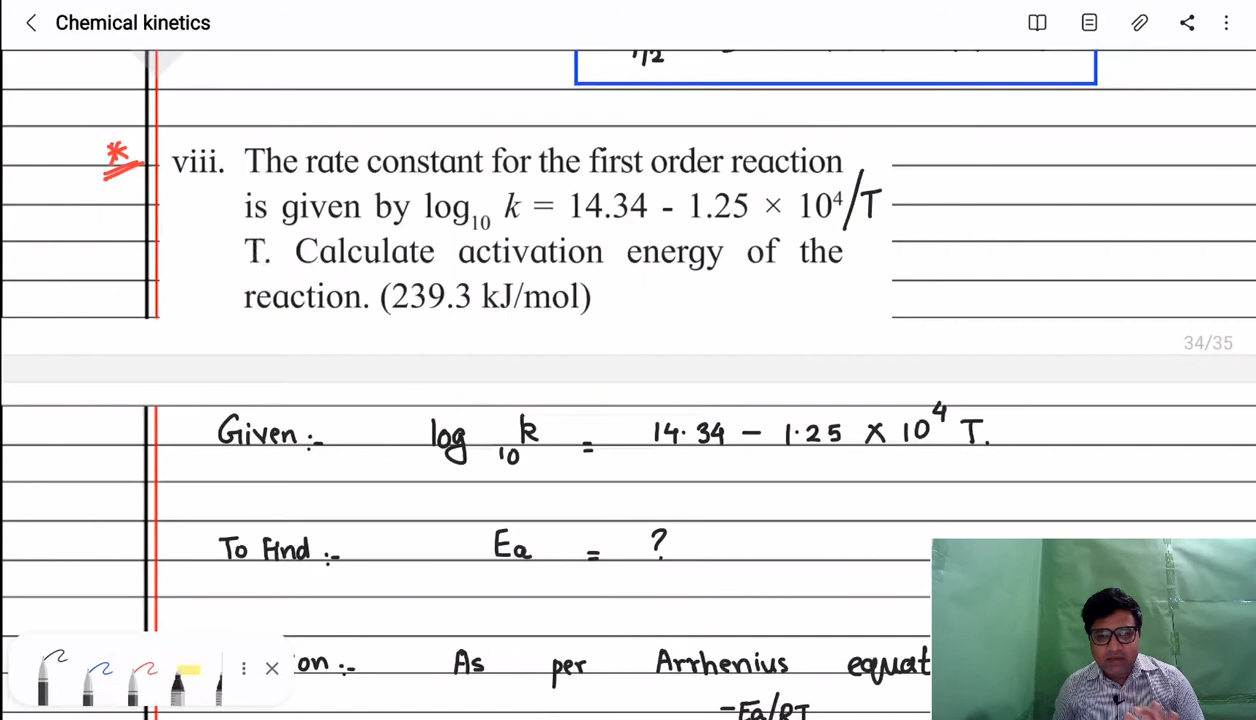 Chemical kinetics
1/2
* viii. The rate constant for the first order reaction
is given by log₁₀ k = 14.34 - 1.25 × 10⁴/T
T. Calculate activation energy of the
reaction. (239.3 kJ/mol)
34/35
Given :- log₁₀ k = 14.34 - 1.25 × 10⁴ T.
To Find :- Ea = ?
on :- As per Arrhenius equat
-Ea/RT